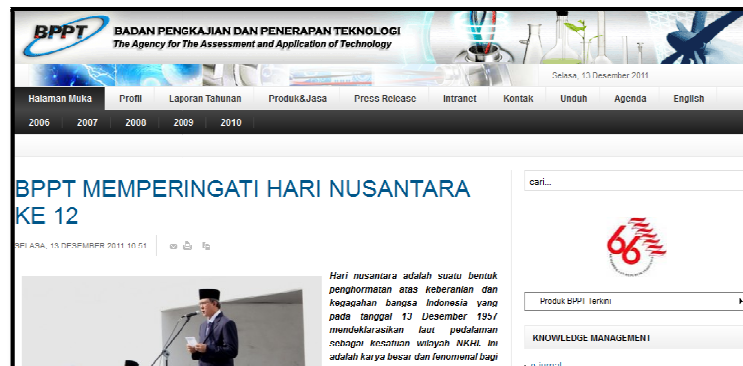 BPPT
BADAN PENGKAJIAN DAN PENERAPAN TEKNOLOGI
The Agency for The Assessment and Application of Technology
Selasa, 13 Desember 2011
Halaman Muka Profil Laporan Tahunan Produk&Jasa Press Release Intranet Kontak Unduh Agenda English
2006 2007 2008 2009 2010
BPPT MEMPERINGATI HARI NUSANTARA
KE 12
SELASA, 13 DESEMBER 2011 10:51
Hari nusantara adalah suatu bentuk
penghormatan atas keberanian dan
kegagahan bangsa Indonesia yang
pada tanggal 13 Desember 1957
mendeklarasikan laut pedalaman
sebagai kesatuan wilayah NKRI. Ini
adalah karya besar dan fenomenal bagi
cari...
66
Produk BPPT Terkini
KNOWLEDGE MANAGEMENT